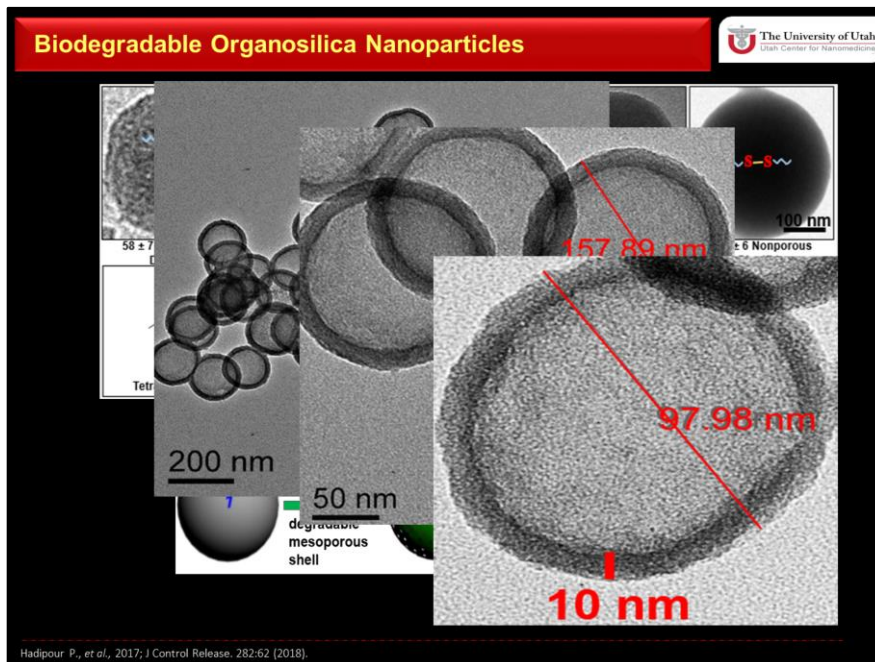 Biodegradable Organosilica Nanoparticles
The University of Utah
Utah Center for Nanomedicine
S-S
100 nm
58 ± 7
± 6 Nonporous
157.89 nm
97.98 nm
200 nm
50 nm
10 nm
degradable
mesoporous
shell
Hadipour P., et al., 2017; J Control Release. 282:62 (2018).